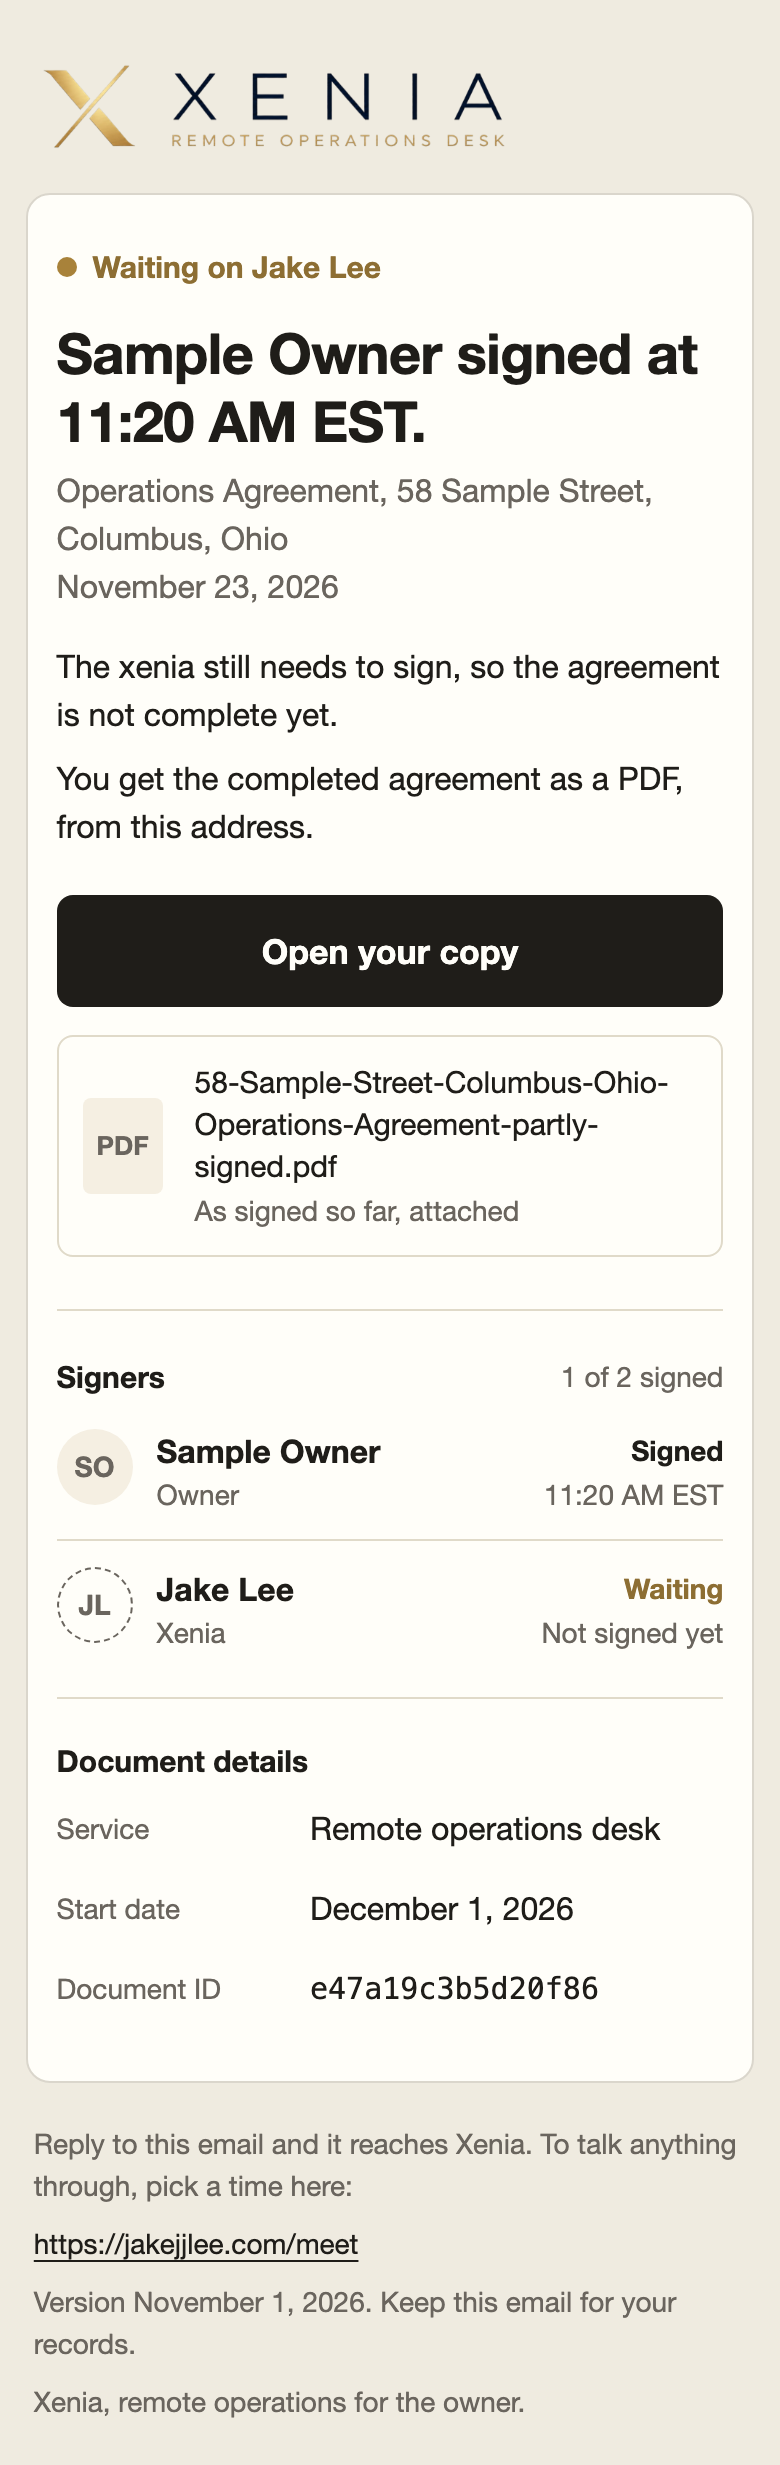 XENIA
REMOTE OPERATIONS DESK
Waiting on Jake Lee
Sample Owner signed at
11:20 AM EST.
Operations Agreement, 58 Sample Street,
Columbus, Ohio
November 23, 2026
The xenia still needs to sign, so the agreement
is not complete yet.
You get the completed agreement as a PDF,
from this address.
Open your copy
PDF
58-Sample-Street-Columbus-Ohio-
Operations-Agreement-partly-
signed.pdf
As signed so far, attached
Signers
1 of 2 signed
SO
Sample Owner
Signed
Owner
11:20 AM EST
JL
Jake Lee
Waiting
Xenia
Not signed yet
Document details
Service
Remote operations desk
Start date
December 1, 2026
Document ID
e47a19c3b5d20f86
Reply to this email and it reaches Xenia. To talk anything
through, pick a time here:
https://jakejjlee.com/meet
Version November 1, 2026. Keep this email for your
records.
Xenia, remote operations for the owner.